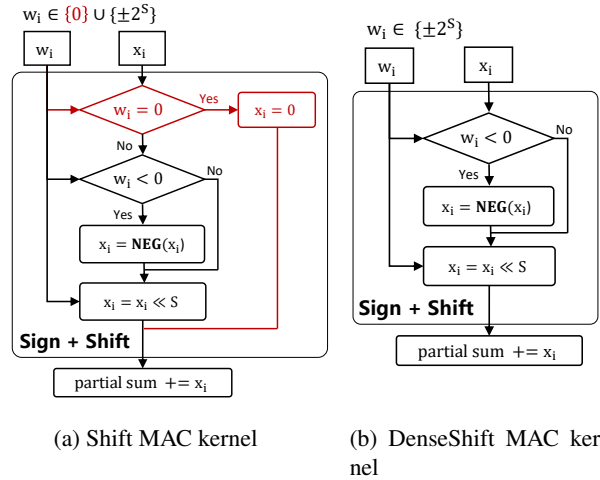 wᵢ ∈ {0} ∪ {±2ˢ}
wᵢ
xᵢ
wᵢ = 0
Yes
xᵢ = 0
No
wᵢ < 0
No
Yes
xᵢ = NEG(xᵢ)
xᵢ = xᵢ ≪ S
Sign + Shift
partial sum += xᵢ
(a) Shift MAC kernel
wᵢ ∈ {±2ˢ}
wᵢ
xᵢ
wᵢ < 0
No
Yes
xᵢ = NEG(xᵢ)
xᵢ = xᵢ ≪ S
Sign + Shift
partial sum += xᵢ
(b) DenseShift MAC ker
nel